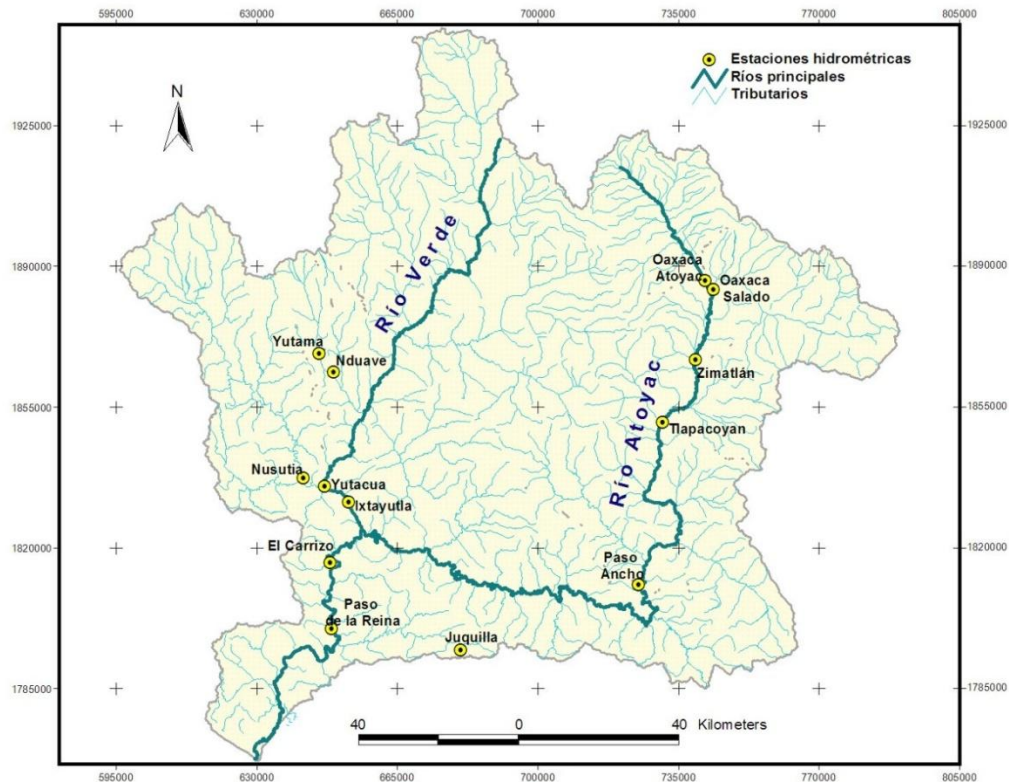 595000 630000 665000 700000 735000 770000 805000
Estaciones hidrométricas
Ríos principales
Tributarios
N
1925000 1925000
Río Verde
1890000 1890000
Oaxaca
Atoyac
Oaxaca
Salado
Yutama
Nduave
Zimatlán
1855000 1855000
Tlapacoyan
Río Atoyac
Nusutia
Yutacua
Ixtayutla
1820000 1820000
El Carrizo
Paso
Ancho
Paso
de la Reina
Juquilla
1785000 1785000
40 0 40 Kilometers
595000 630000 665000 700000 735000 770000 805000